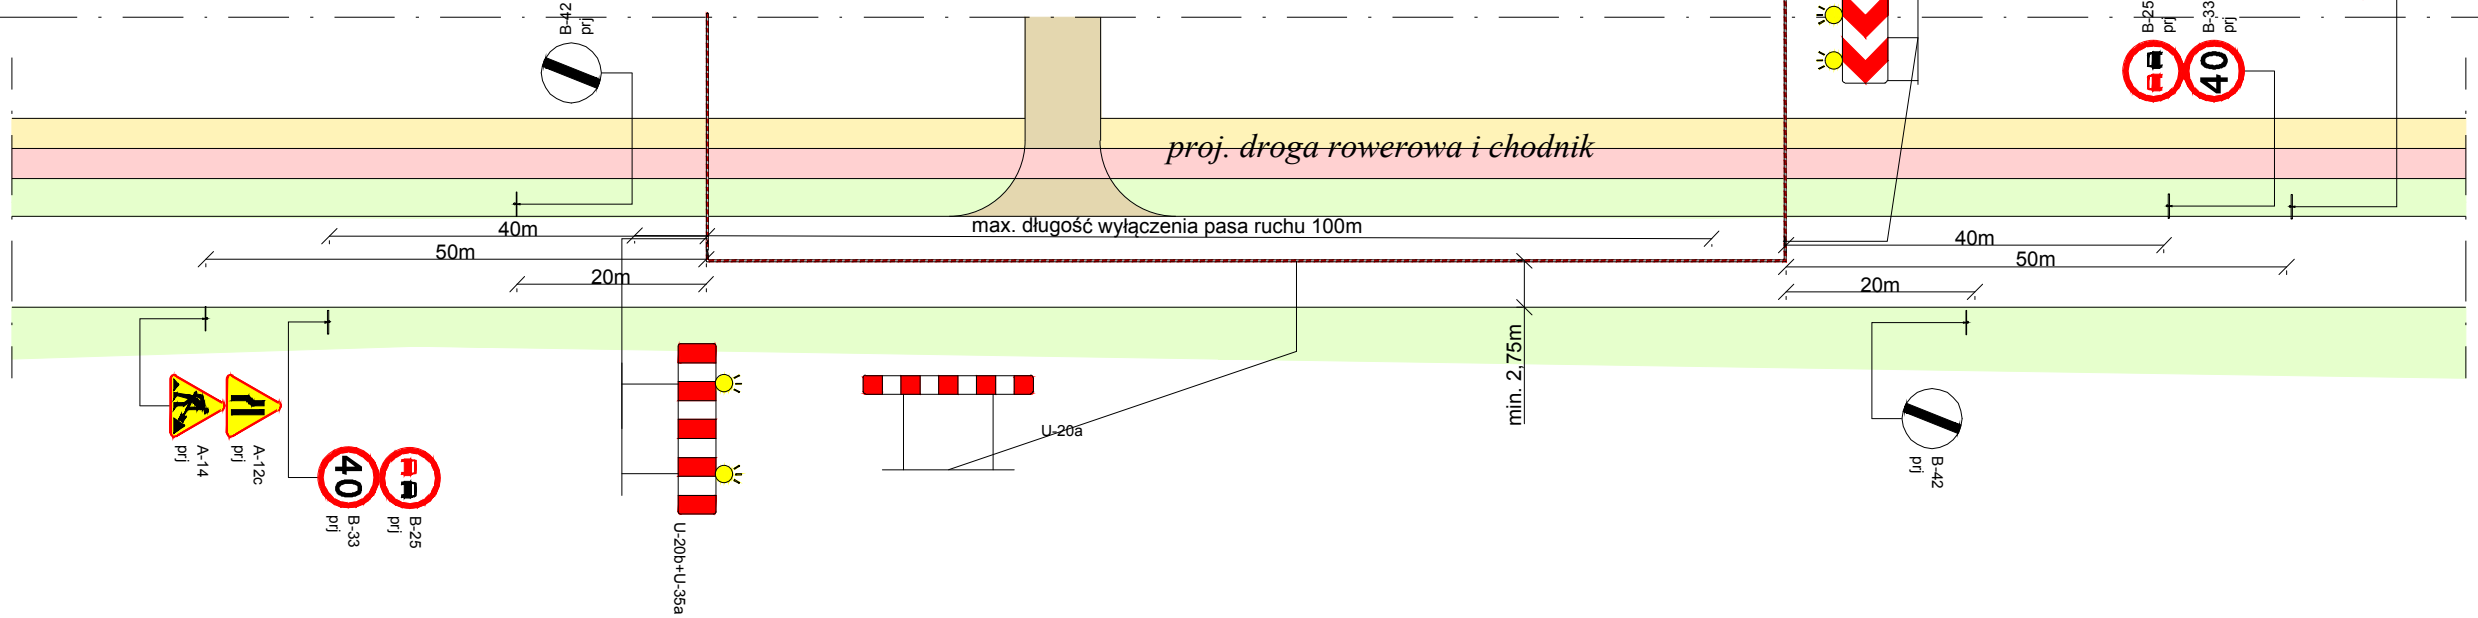 B-42
prj
B-25
prj
B-33
prj
40
proj. droga rowerowa i chodnik
max. długość wyłączenia pasa ruchu 100m
40m
50m
20m
40m
50m
20m
min. 2,75m
U-20a
A-14
prj
A-12c
prj
40
B-33
prj
B-25
prj
U-20b+U-35a
B-42
prj